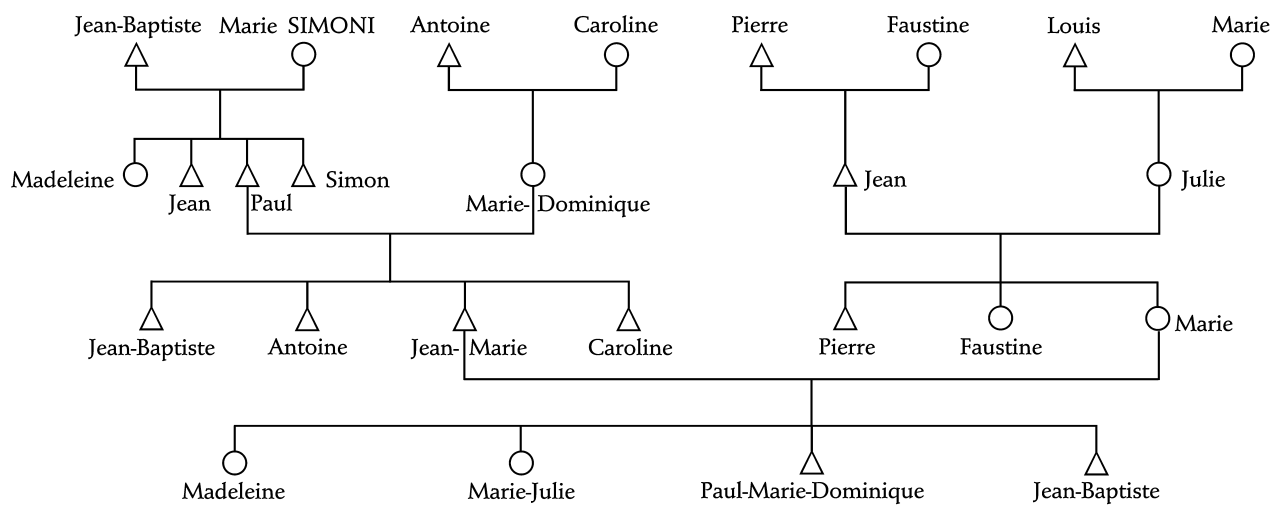 Jean-Baptiste Marie SIMONI Antoine Caroline Pierre Faustine Louis Marie
Madeleine Jean Paul Simon Marie- Dominique Jean Julie
Jean-Baptiste Antoine Jean- Marie Caroline Pierre Faustine Marie
Madeleine Marie-Julie Paul-Marie-Dominique Jean-Baptiste